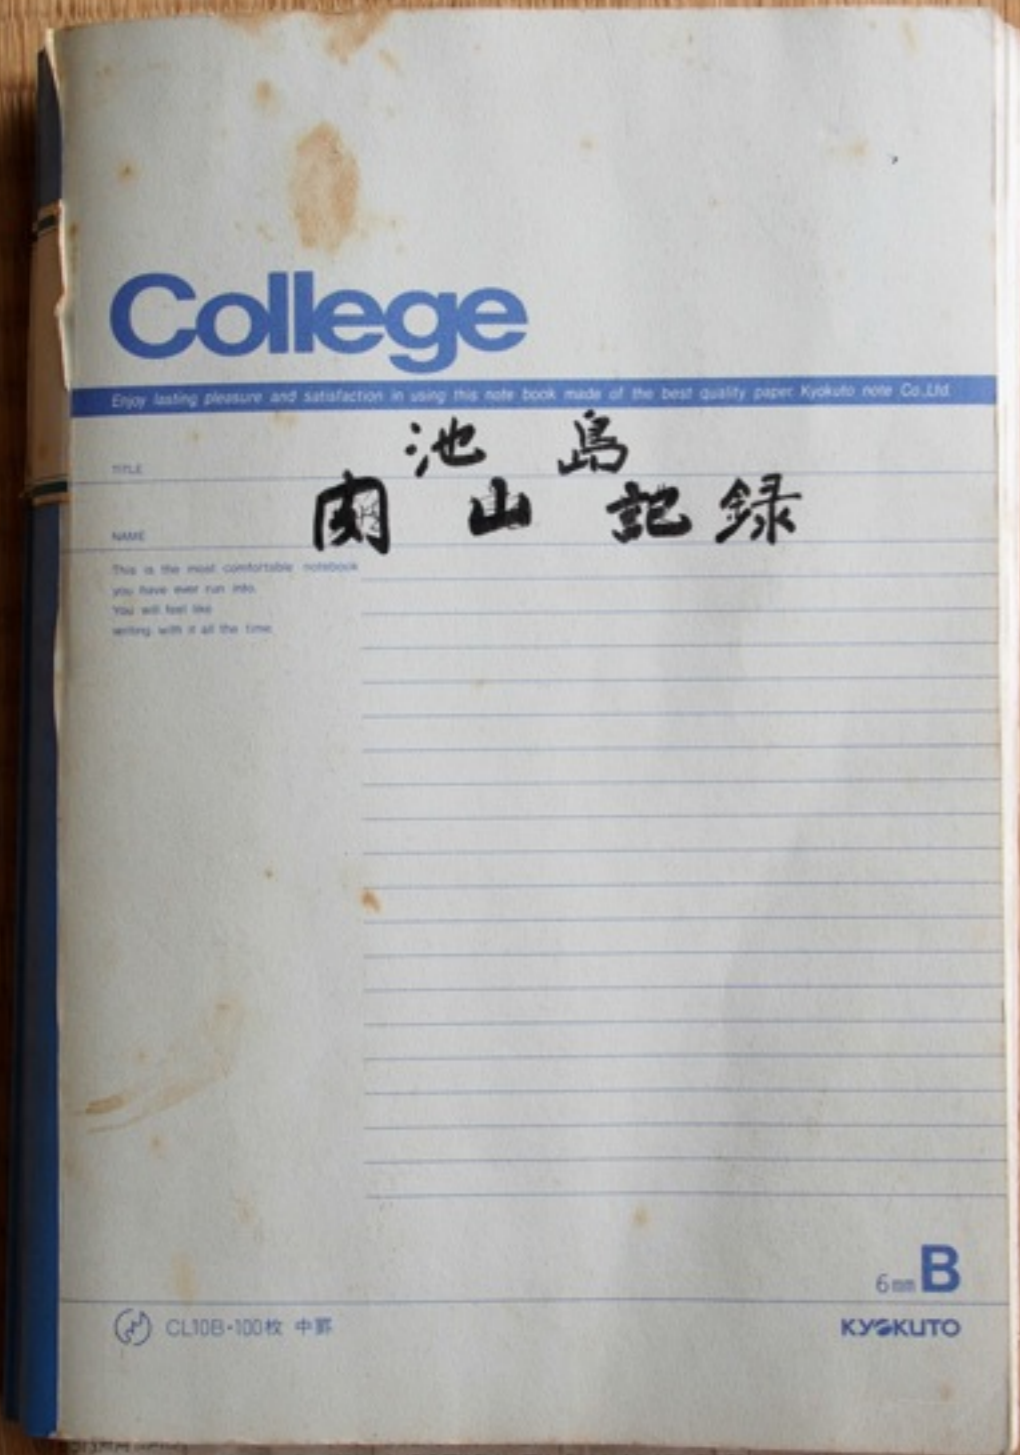 College
Enjoy lasting pleasure and satisfaction in using this note book made of the best quality paper. Kyokuto note Co.,Ltd.
池島
TITLE
閉山記録
NAME
This is the most comfortable notebook
you have ever run into.
You will feel like
writing with it all the time.
6mm B
CL10B・100枚 中罫
KYOKUTO